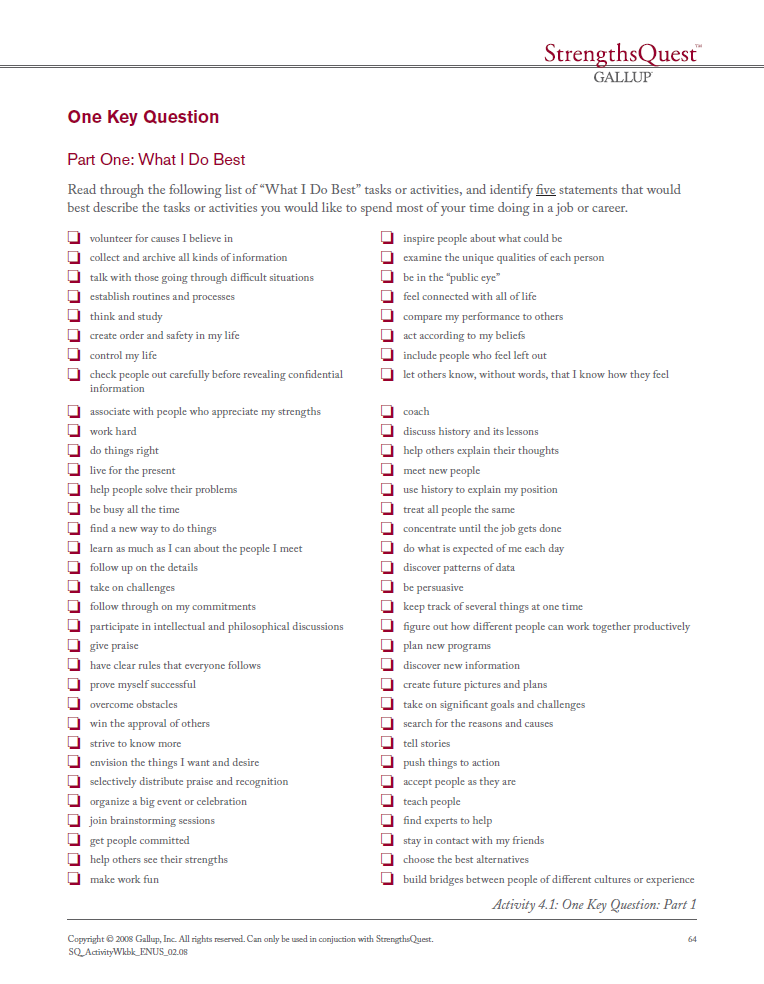 StrengthsQuest™
GALLUP
One Key Question
Part One: What I Do Best
Read through the following list of “What I Do Best” tasks or activities, and identify five statements that would
best describe the tasks or activities you would like to spend most of your time doing in a job or career.
volunteer for causes I believe in
collect and archive all kinds of information
talk with those going through difficult situations
establish routines and processes
think and study
create order and safety in my life
control my life
check people out carefully before revealing confidential
information
associate with people who appreciate my strengths
work hard
do things right
live for the present
help people solve their problems
be busy all the time
find a new way to do things
learn as much as I can about the people I meet
follow up on the details
take on challenges
follow through on my commitments
participate in intellectual and philosophical discussions
give praise
have clear rules that everyone follows
prove myself successful
overcome obstacles
win the approval of others
strive to know more
envision the things I want and desire
selectively distribute praise and recognition
organize a big event or celebration
join brainstorming sessions
get people committed
help others see their strengths
make work fun
inspire people about what could be
examine the unique qualities of each person
be in the “public eye”
feel connected with all of life
compare my performance to others
act according to my beliefs
include people who feel left out
let others know, without words, that I know how they feel
coach
discuss history and its lessons
help others explain their thoughts
meet new people
use history to explain my position
treat all people the same
concentrate until the job gets done
do what is expected of me each day
discover patterns of data
be persuasive
keep track of several things at one time
figure out how different people can work together productively
plan new programs
discover new information
create future pictures and plans
take on significant goals and challenges
search for the reasons and causes
tell stories
push things to action
accept people as they are
teach people
find experts to help
stay in contact with my friends
choose the best alternatives
build bridges between people of different cultures or experience
Activity 4.1: One Key Question: Part 1
Copyright © 2008 Gallup, Inc. All rights reserved. Can only be used in conjuction with StrengthsQuest.
64
SQ_ActivityWkbk_ENUS_02.08